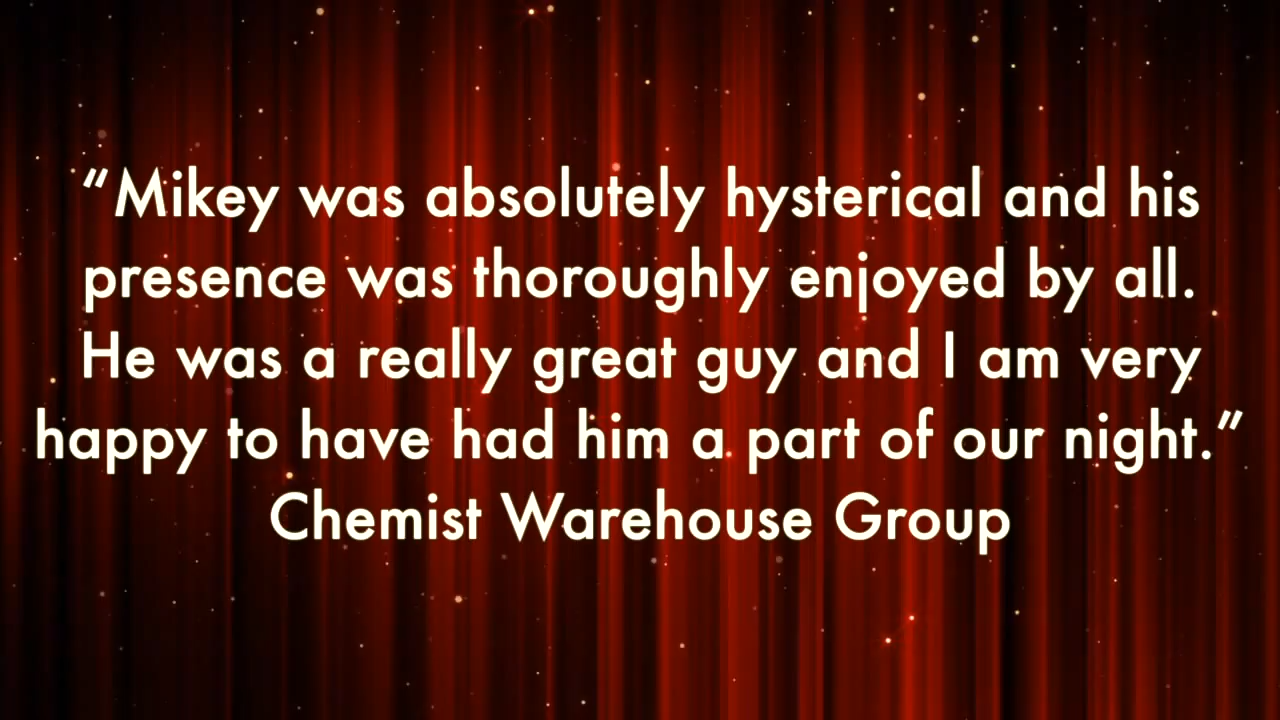 “Mikey was absolutely hysterical and his
presence was thoroughly enjoyed by all.
He was a really great guy and I am very
happy to have had him a part of our night.”
Chemist Warehouse Group